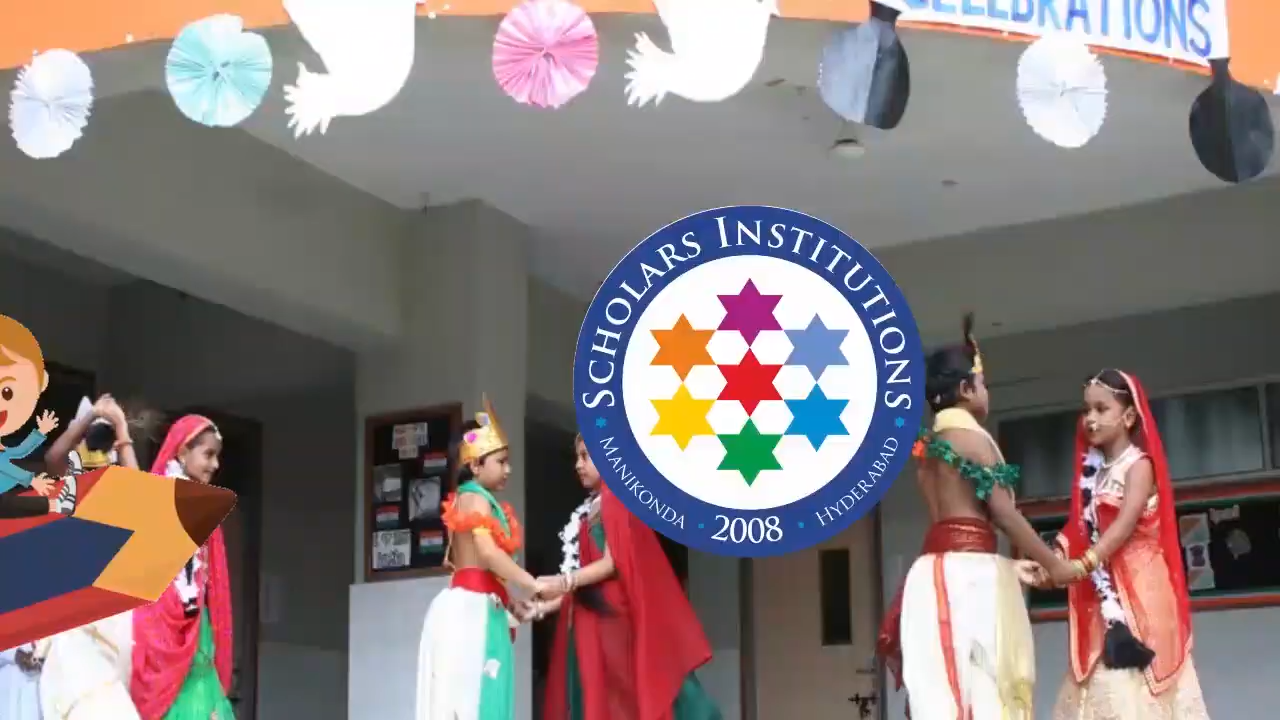 CELEBRATIONS
SCHOLARS INSTITUTIONS
MANIKONDA · 2008 · HYDERABAD